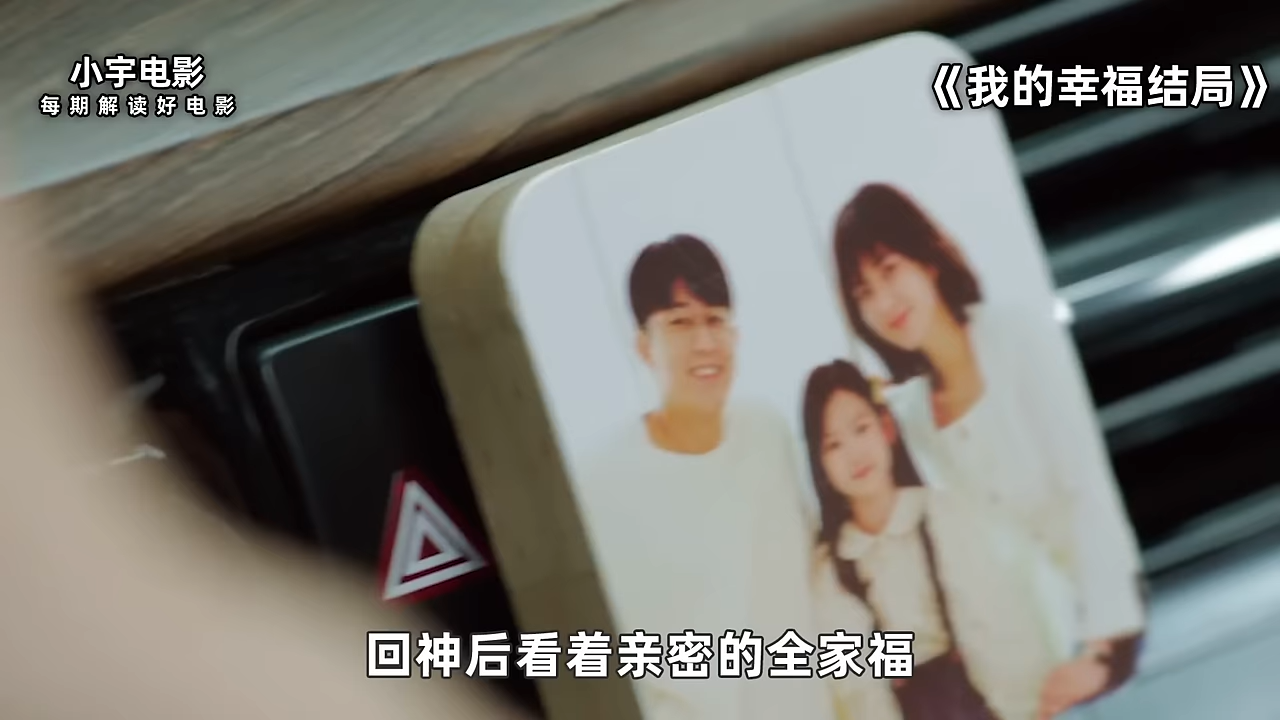 小宇电影
每期解读好电影
《我的幸福结局》
回神后看着亲密的全家福